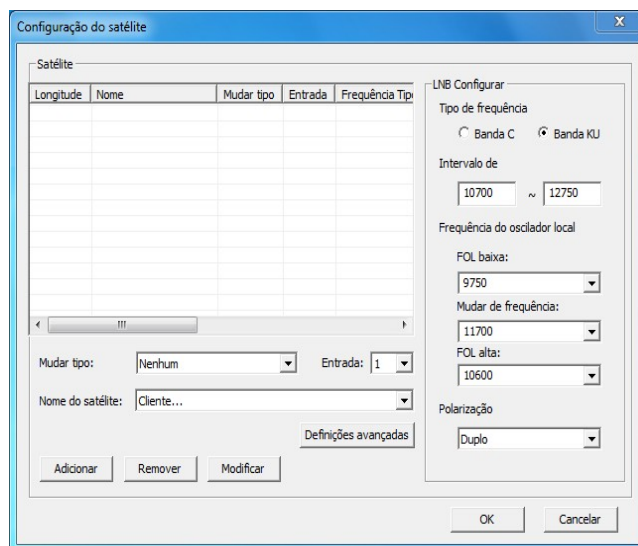 Configuração do satélite
x
Satélite
Longitude Nome Mudar tipo Entrada Frequência Tip
Mudar tipo: Nenhum Entrada: 1
Nome do satélite: Cliente...
Definições avançadas
Adicionar Remover Modificar
LNB Configurar
Tipo de frequência
Banda C Banda KU
Intervalo de
10700 ~ 12750
Frequência do oscilador local
FOL baixa:
9750
Mudar de frequência:
11700
FOL alta:
10600
Polarização
Duplo
OK Cancelar